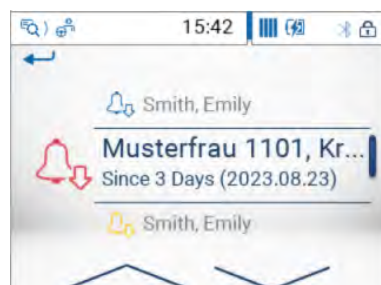 15:42
Smith, Emily
Musterfrau 1101, Kr...
Since 3 Days (2023.08.23)
Smith, Emily